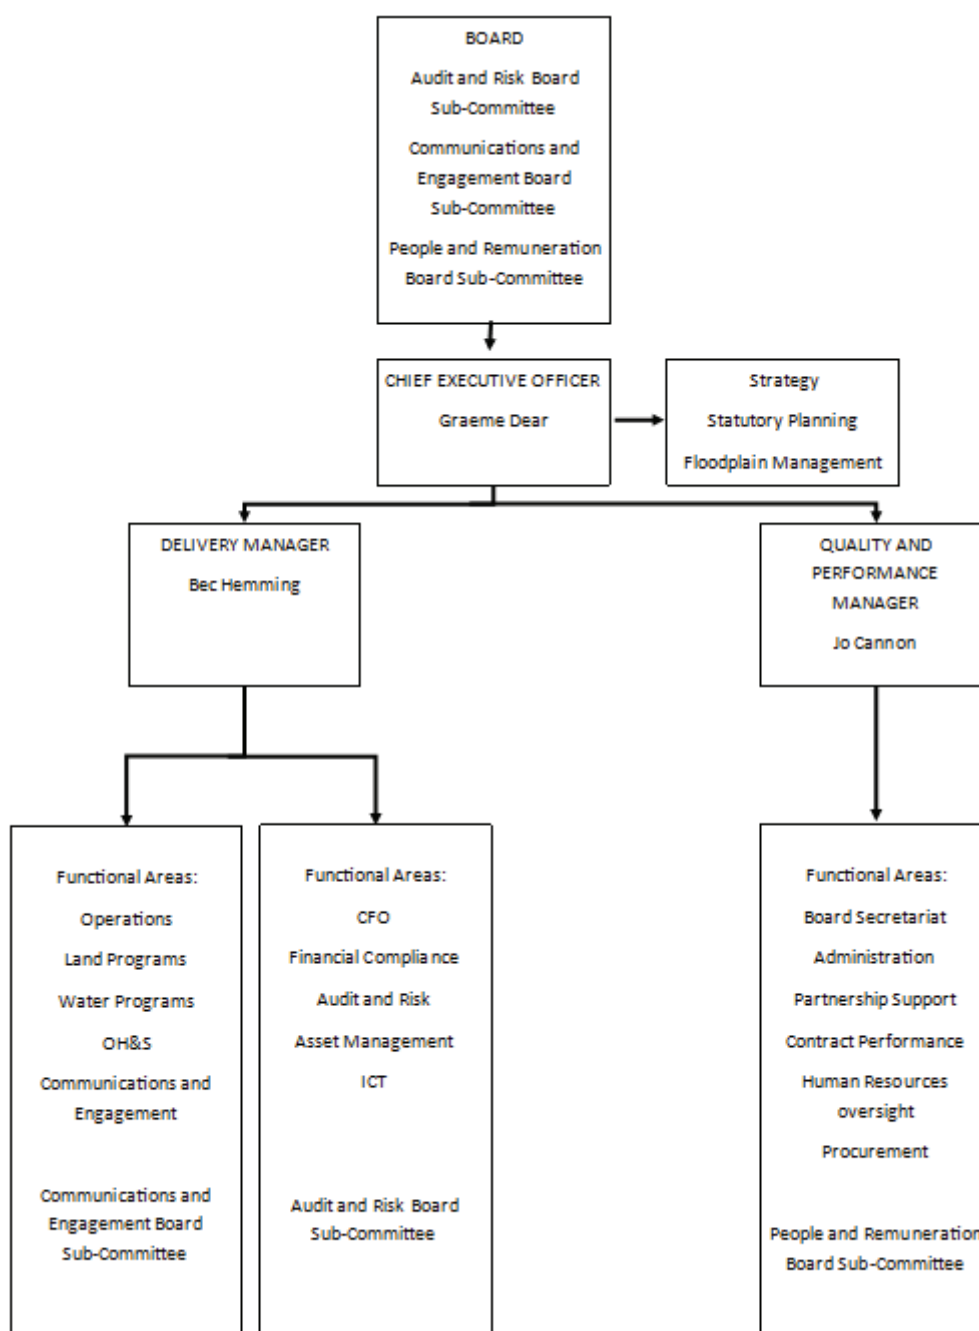 BOARD
Audit and Risk Board
Sub-Committee
Communications and
Engagement Board
Sub-Committee
People and Remuneration
Board Sub-Committee
CHIEF EXECUTIVE OFFICER
Graeme Dear
Strategy
Statutory Planning
Floodplain Management
DELIVERY MANAGER
Bec Hemming
QUALITY AND
PERFORMANCE
MANAGER
Jo Cannon
Functional Areas:
Operations
Land Programs
Water Programs
OH&S
Communications and
Engagement
Communications and
Engagement Board
Sub-Committee
Functional Areas:
CFO
Financial Compliance
Audit and Risk
Asset Management
ICT
Audit and Risk Board
Sub-Committee
Functional Areas:
Board Secretariat
Administration
Partnership Support
Contract Performance
Human Resources
oversight
Procurement
People and Remuneration
Board Sub-Committee